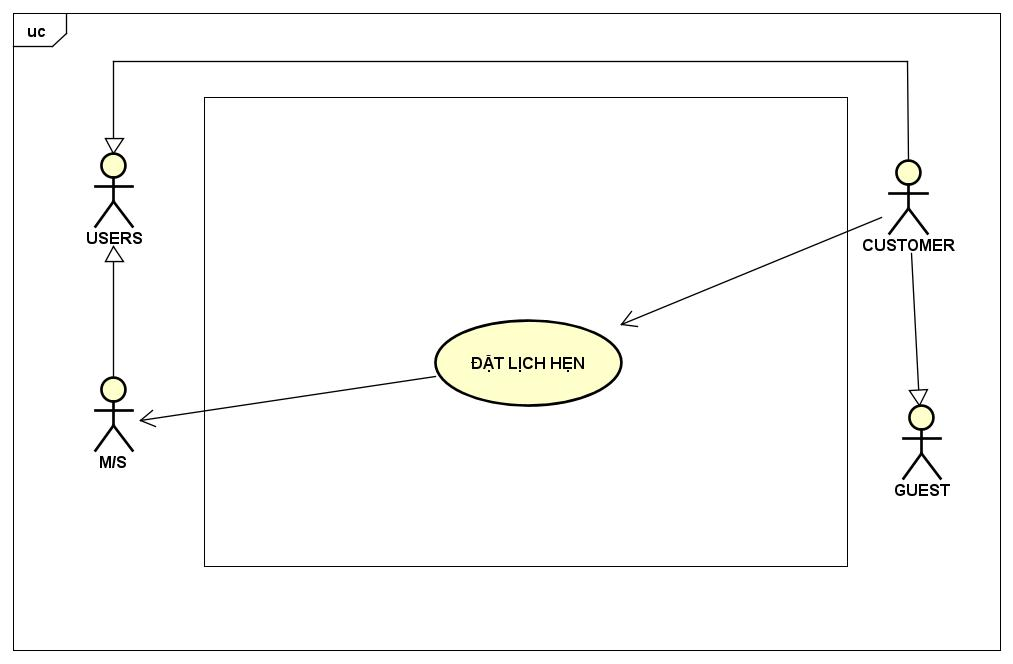 uc
USERS
CUSTOMER
ĐẶT LỊCH HẸN
M/S
GUEST